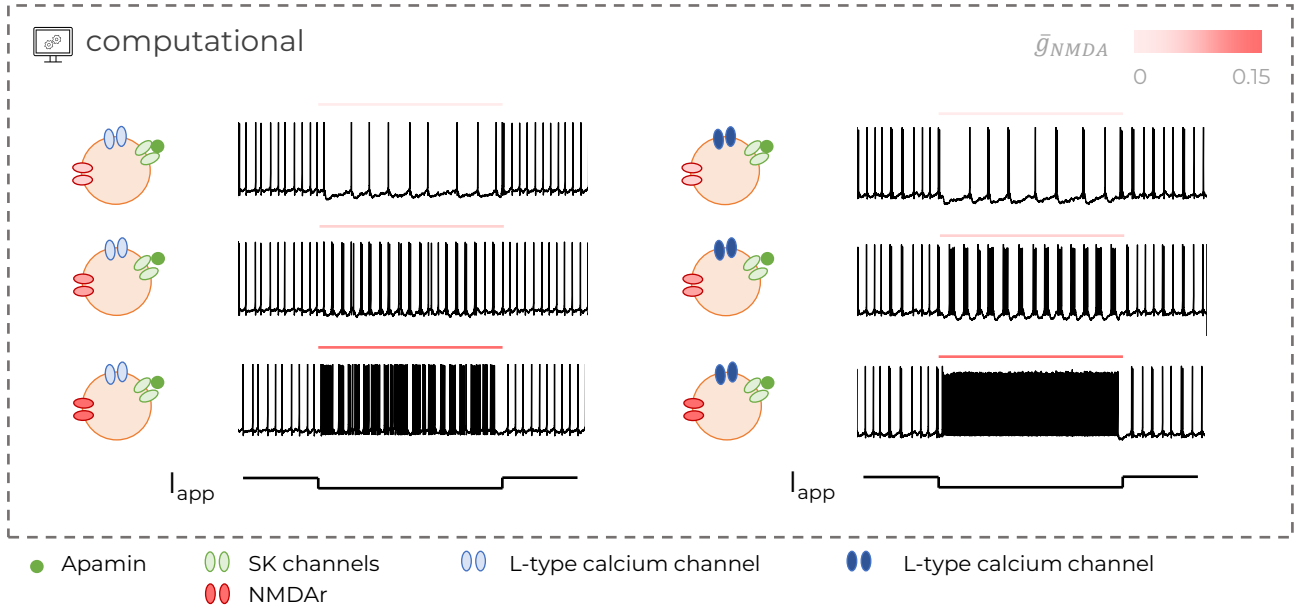 computational
ḡNMDA
0 0.15
Iapp Iapp
Apamin SK channels L-type calcium channel L-type calcium channel
NMDAr